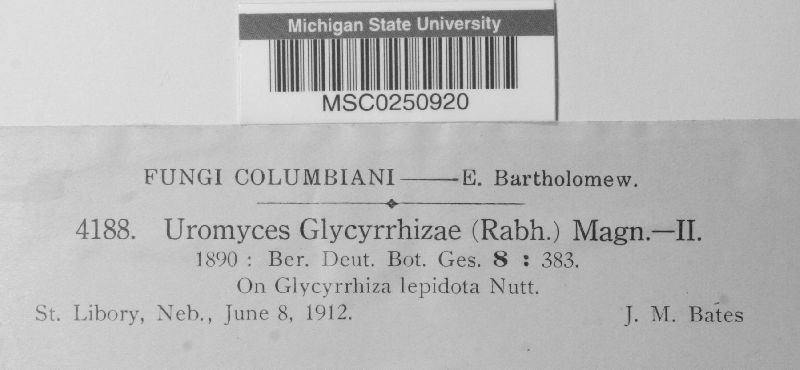 Michigan State University
MSC0250920
FUNGI COLUMBIANI——E. Bartholomew.
4188. Uromyces Glycyrrhizae (Rabh.) Magn.—II.
1890 : Ber. Deut. Bot. Ges. 8 : 383.
On Glycyrrhiza lepidota Nutt.
St. Libory, Neb., June 8, 1912. J. M. Bates